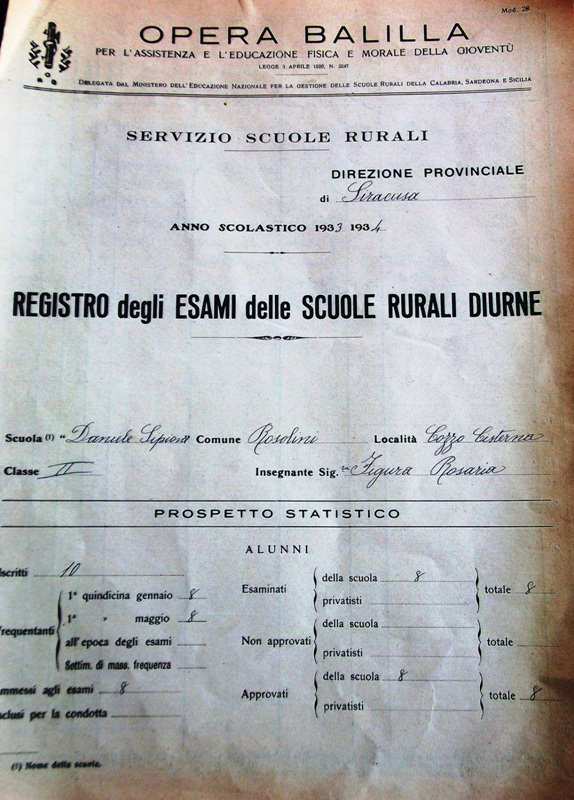 Mod. 28
OPERA BALILLA
PER L'ASSISTENZA E L'EDUCAZIONE FISICA E MORALE DELLA GIOVENTÙ
LEGGE 3 APRILE 1926, N. 2247
DELEGATA DAL MINISTERO DELL'EDUCAZIONE NAZIONALE PER LA GESTIONE DELLE SCUOLE RURALI DELLA CALABRIA, SARDEGNA E SICILIA
SERVIZIO SCUOLE RURALI
DIREZIONE PROVINCIALE
di Siracusa
ANNO SCOLASTICO 1933 1934
REGISTRO degli ESAMI delle SCUOLE RURALI DIURNE
Scuola (1) "Daniele Sipioni" Comune Rosolini Località Cozzo Cisterna
Classe II Insegnante Sig. Figura Rosaria
PROSPETTO STATISTICO
ALUNNI
Iscritti 10
requentanti
1ª quindicina gennaio 8
1ª " maggio 8
all'epoca degli esami
Settim. di mass. frequenza
mmessi agli esami 8
clusi per la condotta
Esaminati della scuola 8 totale 8
privatisti
Non approvati della scuola totale
privatisti
Approvati della scuola 8 totale 8
privatisti
(1) Nome della scuola.